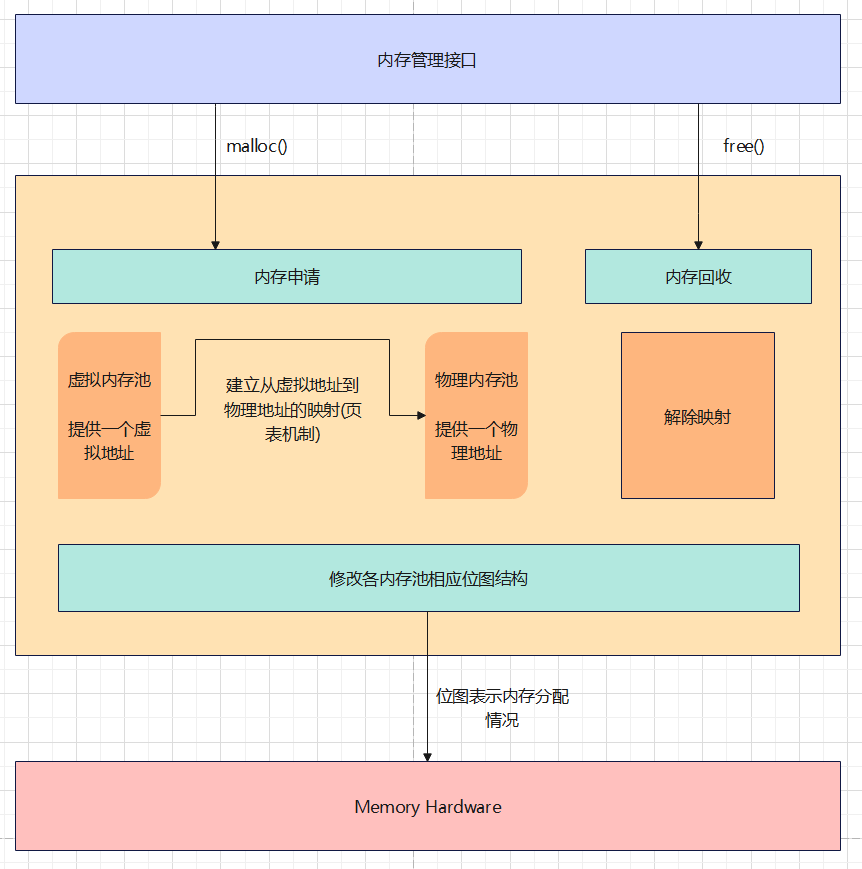 内存管理接口
malloc()
free()
内存申请
内存回收
虚拟内存池
提供一个虚
拟地址
建立从虚拟地址到
物理地址的映射(页
表机制)
物理内存池
提供一个物
理地址
解除映射
修改各内存池相应位图结构
位图表示内存分配
情况
Memory Hardware